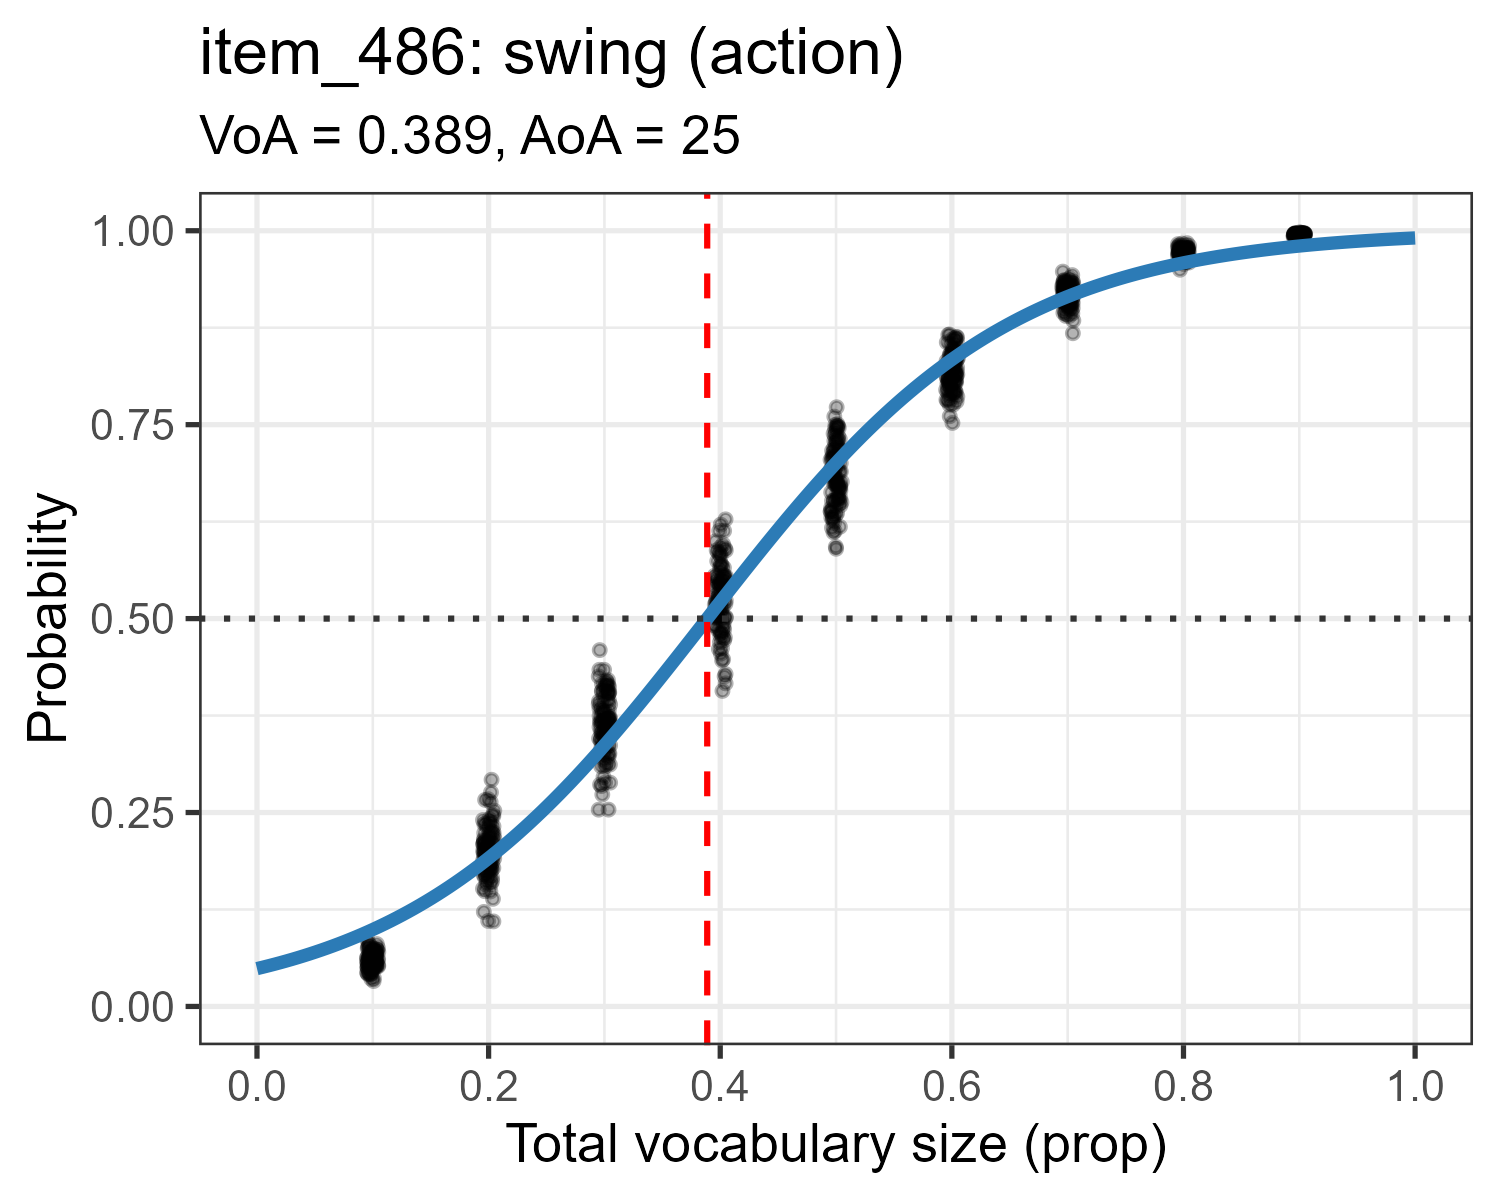 item_486: swing (action)
VoA = 0.389, AoA = 25
1.00
0.75
0.50
0.25
0.00
Probability
0.0 0.2 0.4 0.6 0.8 1.0
Total vocabulary size (prop)